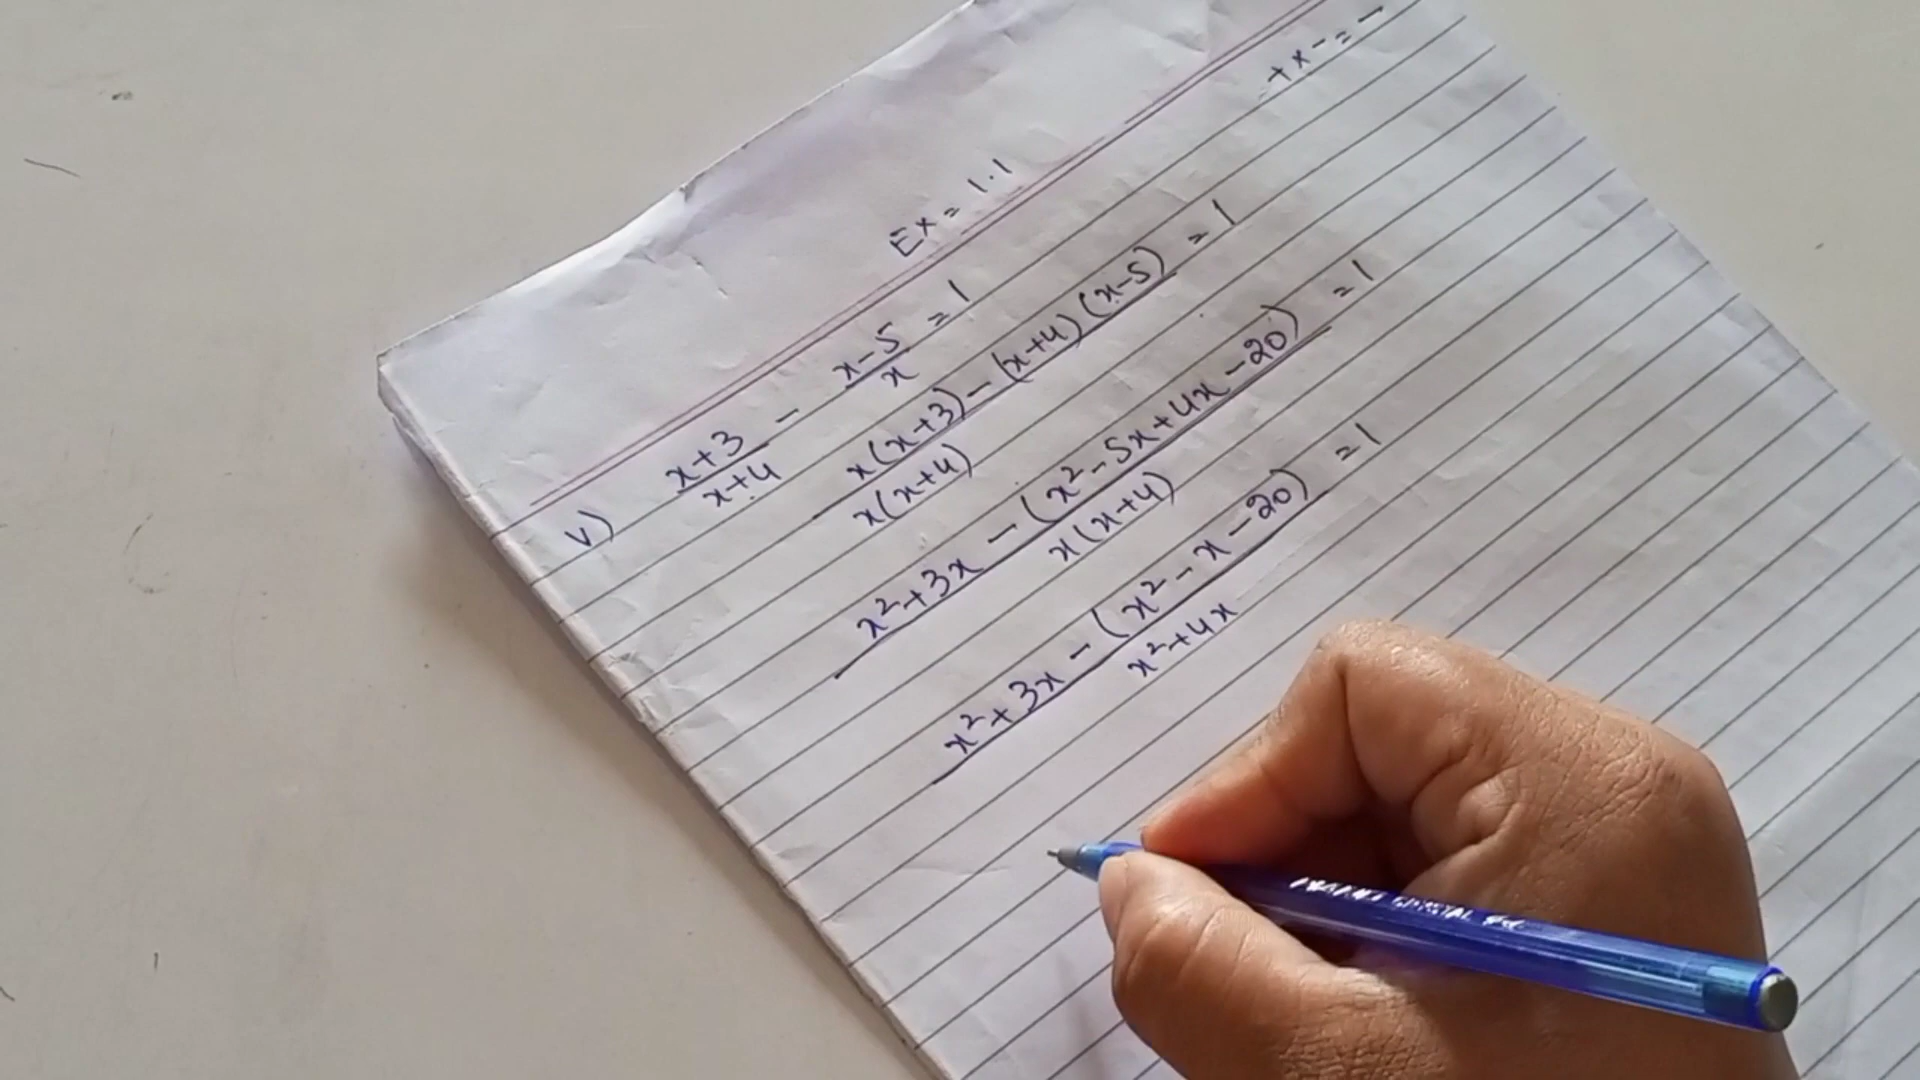 + x - = -
Ex = 1.1
v) x+3/x+4 - x-5/x = 1
x(x+3) - (x+4)(x-5)/x(x+4) = 1
x²+3x - (x²-5x+4x-20)/x(x+4) = 1
x²+3x - (x²-x-20)/x²+4x = 1